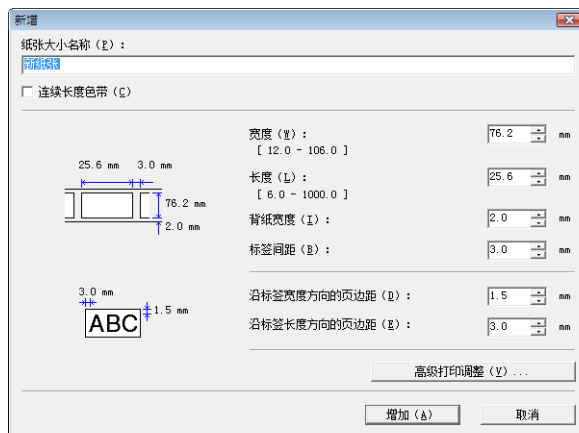 新增
纸张大小名称(P):
新纸张
连续长度色带(C)
宽度(W): 76.2 mm
[ 12.0 - 106.0 ]
25.6 mm 3.0 mm
长度(L): 25.6 mm
[ 6.0 - 1000.0 ]
76.2 mm
背纸宽度(I): 2.0 mm
2.0 mm
标签间距(B): 3.0 mm
3.0 mm
沿标签宽度方向的页边距(D): 1.5 mm
1.5 mm
ABC
沿标签长度方向的页边距(E): 3.0 mm
高级打印调整(V)...
增加(A) 取消